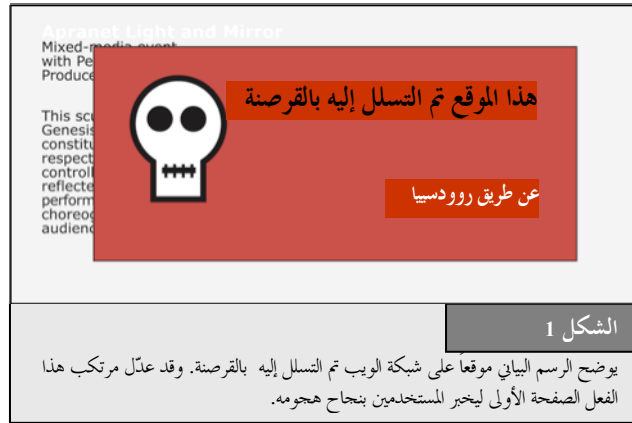 Apranet Light and Mirror
Mixed-media event
with Pe
Produce
هذا الموقع تم التسلل إليه بالقرصنة
This scu
Genesis
constitu
respect
controll
reflecte
عن طريق روودسييا
perform
choreog
audienc
الشكل 1
يوضح الرسم البياني موقعاً على شبكة الويب تم التسلل إليه بالقرصنة. وقد عدّل مرتكب هذا
الفعل الصفحة الأولى ليخبر المستخدمين بنجاح هجومه.